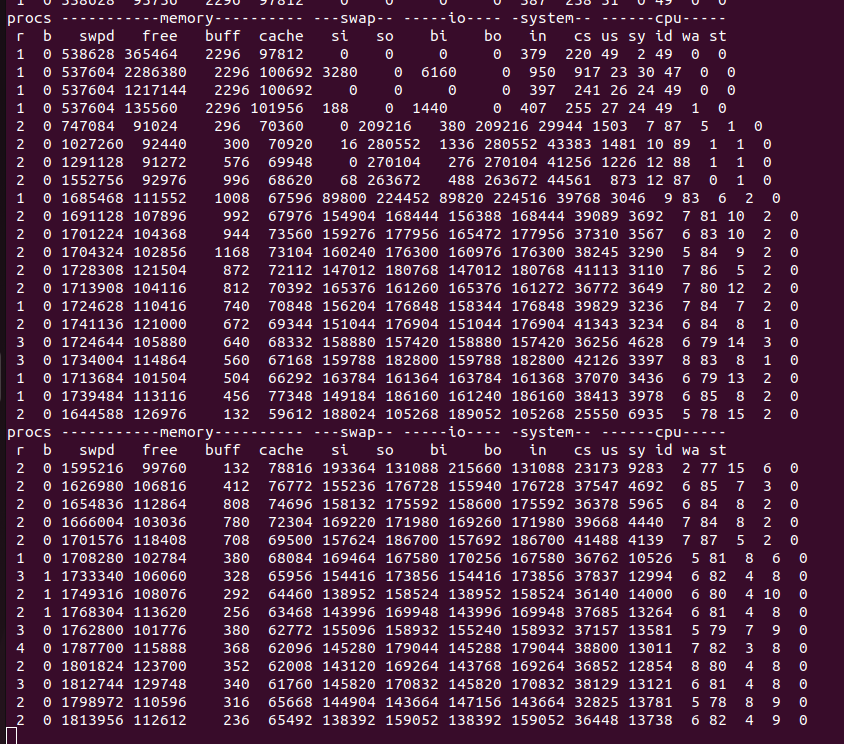 procs -----------memory---------- ---swap-- -----io---- -system-- ------cpu-----
 r  b   swpd   free   buff  cache   si   so    bi    bo   in   cs us sy id wa st
 1  0 538628 365464   2296  97812    0    0     0     0  379  220 49  2 49  0  0
 1  0 537604 2286380   2296 100692 3280    0  6160     0  950  917 23 30 47  0  0
 1  0 537604 1217144   2296 100692    0    0     0     0  397  241 26 24 49  0  0
 1  0 537604 135560   2296 101956  188    0  1440     0  407  255 27 24 49  1  0
 2  0 747084  91024    296  70360    0 209216   380 209216 29944 1503  7 87  5  1  0
 2  0 1027260  92440    300  70920   16 280552  1336 280552 43383 1481 10 89  1  1  0
 2  0 1291128  91272    576  69948    0 270104   276 270104 41256 1226 12 88  1  1  0
 2  0 1552756  92976    996  68620   68 263672   488 263672 44561  873 12 87  0  1  0
 1  0 1685468 111552   1008  67596 89800 224452 89820 224516 39768 3046  9 83  6  2  0
 2  0 1691128 107896    992  67976 154904 168444 156388 168444 39089 3692  7 81 10  2  0
 2  0 1701224 104368    944  73560 159276 177956 165472 177956 37310 3567  6 83 10  2  0
 2  0 1704324 102856   1168  73104 160240 176300 160976 176300 38245 3290  5 84  9  2  0
 2  0 1728308 121504    872  72112 147012 180768 147012 180768 41113 3110  7 86  5  2  0
 2  0 1713908 104116    812  70392 165376 161260 165376 161272 36772 3649  7 80 12  2  0
 1  0 1724628 110416    740  70848 156204 176848 158344 176848 39829 3236  7 84  7  2  0
 2  0 1741136 121000    672  69344 151044 176904 151044 176904 41343 3234  6 84  8  1  0
 3  0 1724644 105880    640  68332 158880 157420 158880 157420 36256 4628  6 79 14  3  0
 3  0 1734004 114864    560  67168 159788 182800 159788 182800 42126 3397  8 83  8  1  0
 1  0 1713684 101504    504  66292 163784 161364 163784 161368 37070 3436  6 79 13  2  0
 1  0 1739484 113116    456  77348 149184 186160 161240 186160 38413 3978  6 85  8  2  0
 2  0 1644588 126976    132  59612 188024 105268 189052 105268 25550 6935  5 78 15  2  0
procs -----------memory---------- ---swap-- -----io---- -system-- ------cpu-----
 r  b   swpd   free   buff  cache   si   so    bi    bo   in   cs us sy id wa st
 2  0 1595216  99760    132  78816 193364 131088 215660 131088 23173 9283  2 77 15  6  0
 2  0 1626980 106816    412  76772 155236 176728 155940 176728 37547 4692  6 85  7  3  0
 2  0 1654836 112864    808  74696 158132 175592 158600 175592 36378 5965  6 84  8  2  0
 2  0 1666004 103036    780  72304 169220 171980 169260 171980 39668 4440  7 84  8  2  0
 2  0 1701576 118408    708  69500 157624 186700 157692 186700 41488 4139  7 87  5  2  0
 1  0 1708280 102784    380  68084 169464 167580 170256 167580 36762 10526  5 81  8  6  0
 3  1 1733340 106060    328  65956 154416 173856 154416 173856 37837 12994  6 82  4  8  0
 2  1 1749316 108076    292  64460 138952 158524 138952 158524 36140 14000  6 80  4 10  0
 2  1 1768304 113620    256  63468 143996 169948 143996 169948 37685 13264  6 81  4  8  0
 3  0 1762800 101776    380  62772 155096 158932 155240 158932 37157 13581  5 79  7  9  0
 4  0 1787700 115888    368  62096 145280 179044 145288 179044 38800 13011  7 82  3  8  0
 2  0 1801824 123700    352  62008 143120 169264 143768 169264 36852 12854  8 80  4  8  0
 3  0 1812744 129748    340  61760 145820 170832 145820 170832 38129 13121  6 81  4  8  0
 2  0 1798972 110596    316  65668 144904 143664 147156 143664 32825 13781  5 78  8  9  0
 2  0 1813956 112612    236  65492 138392 159052 138392 159052 36448 13738  6 82  4  9  0